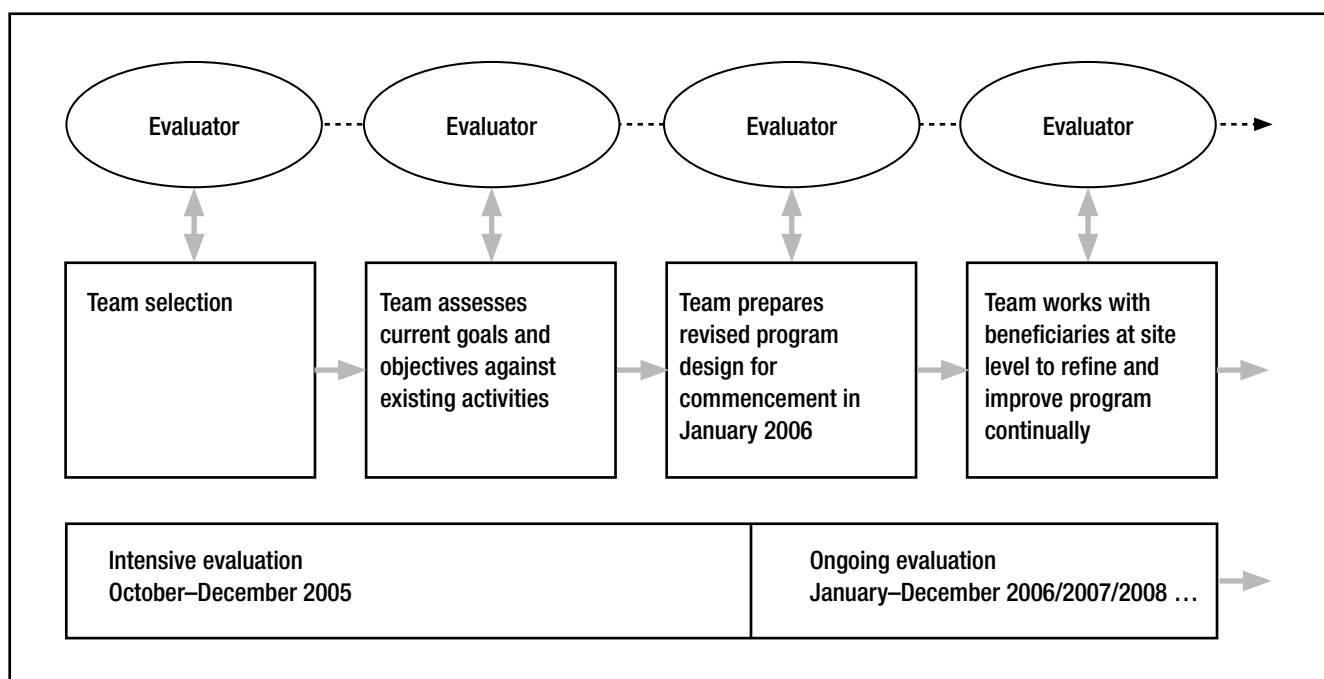 Evaluator
Evaluator
Evaluator
Evaluator
Team selection
Team assesses
current goals and
objectives against
existing activities
Team prepares
revised program
design for
commencement in
January 2006
Team works with
beneficiaries at site
level to refine and
improve program
continually
Intensive evaluation
October–December 2005
Ongoing evaluation
January–December 2006/2007/2008 …